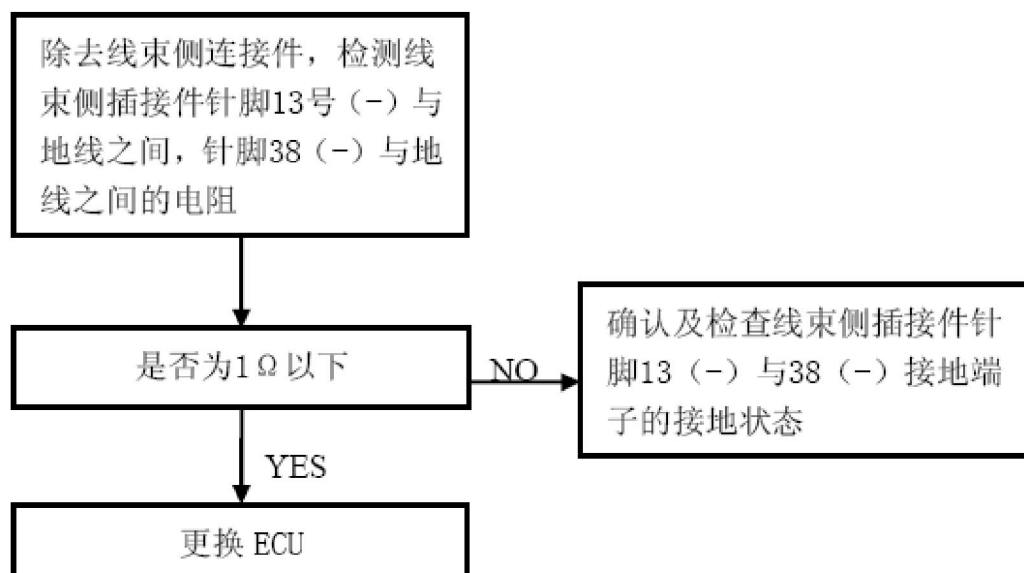 除去线束侧连接件，检测线
束侧插接件针脚13号（-）与
地线之间，针脚38（-）与地
线之间的电阻
是否为1Ω以下
NO
确认及检查线束侧插接件针
脚13（-）与38（-）接地端
子的接地状态
YES
更换 ECU